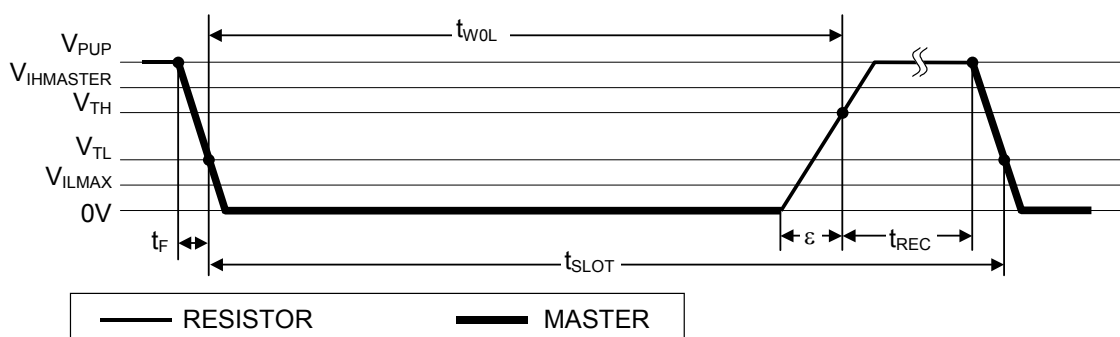 tW0L
VPUP
VIHMASTER
VTH
VTL
VILMAX
0V
tF
ε
tREC
tSLOT
RESISTOR MASTER